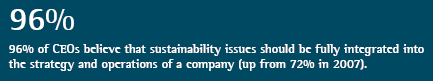 96%
96% of CEOs believe that sustainability issues should be fully integrated into
the strategy and operations of a company (up from 72% in 2007).